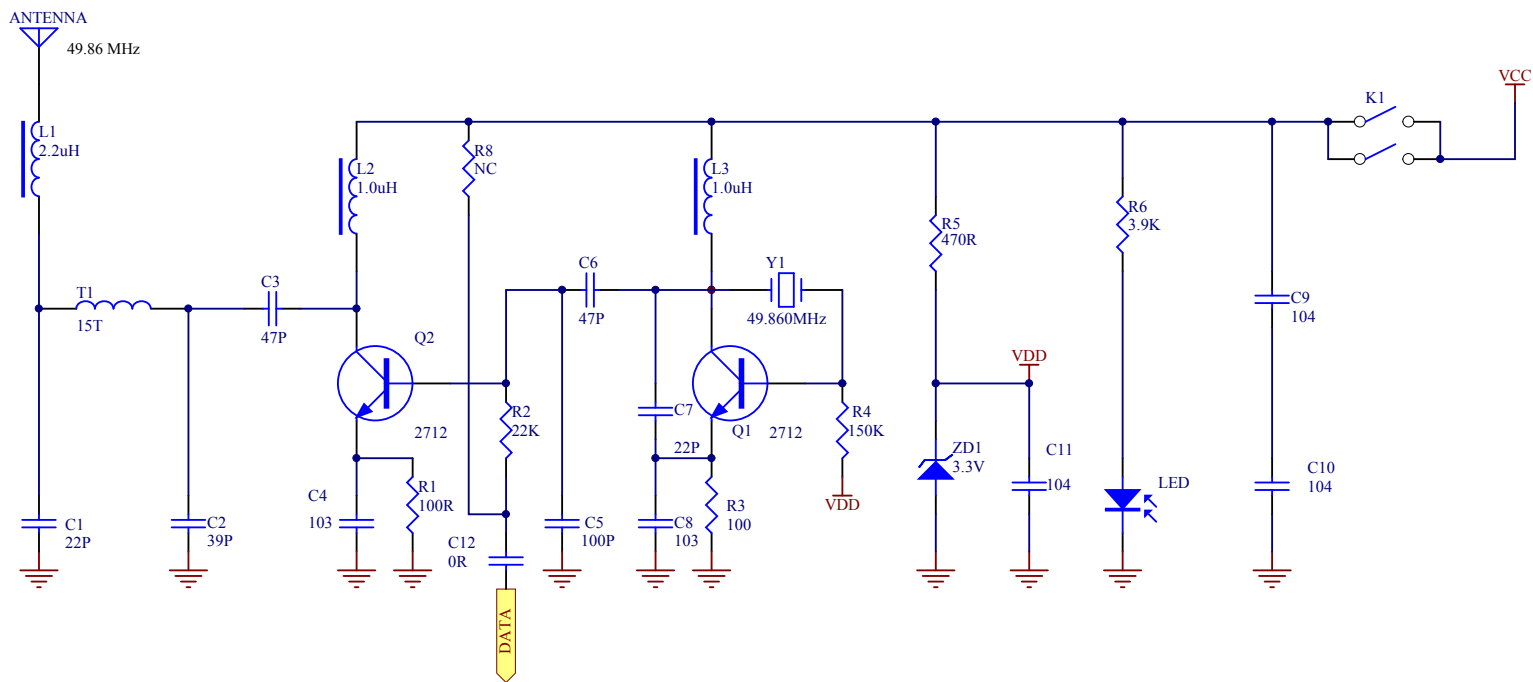 ANTENNA
49.86 MHz
VCC
K1
L1
2.2uH
R8
NC
L2
1.0uH
L3
1.0uH
R6
3.9K
R5
470R
C6
47P
Y1
49.860MHz
C3
47P
T1
15T
C9
104
Q2
2712
VDD
R2
22K
C7
22P
Q1
2712
R4
150K
VDD
ZD1
3.3V
C11
104
C10
104
LED
R1
100R
C4
103
R3
100
C1
22P
C2
39P
C5
100P
C8
103
C12
0R
DATA